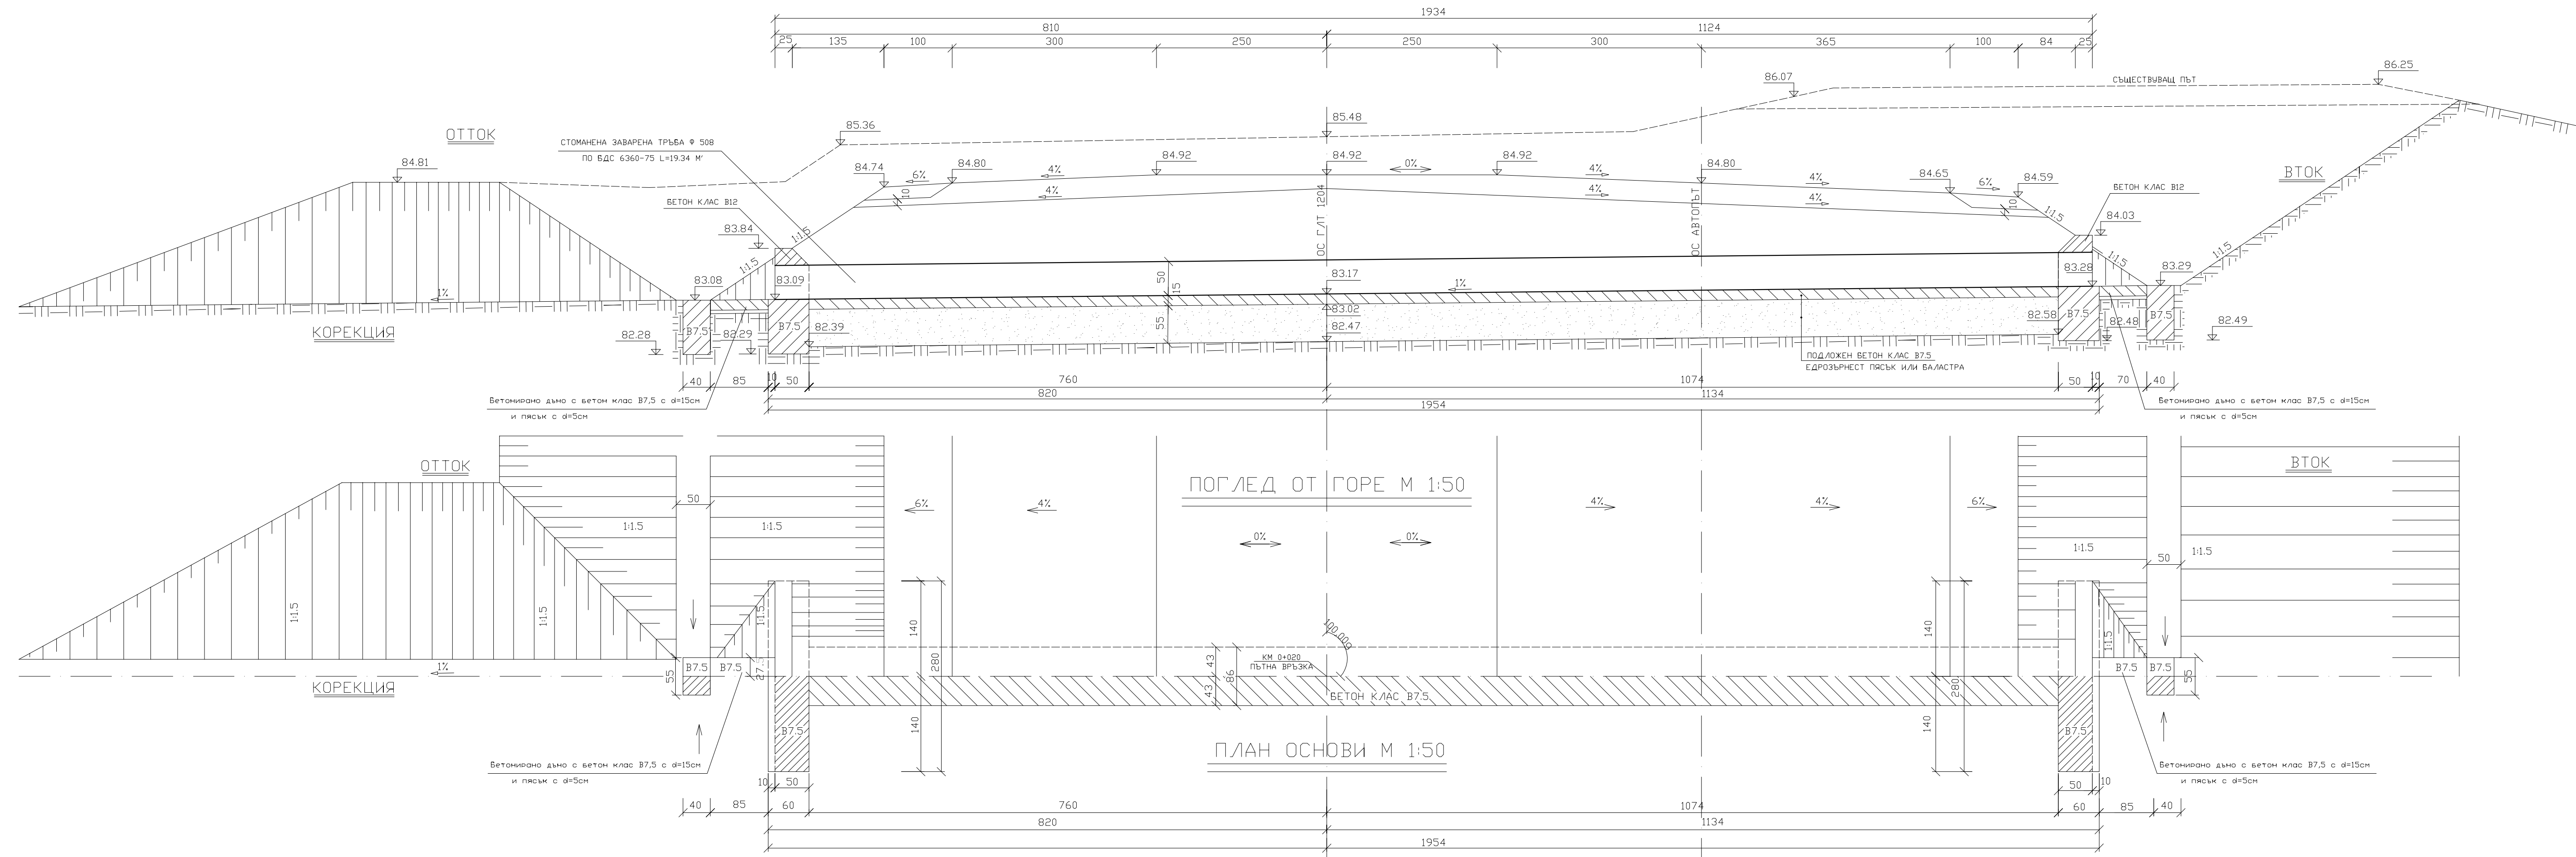 1934
810 1124
25 135 100 300 250 250 300 365 100 84 25
86.25
86.07
СЪЩЕСТВУВАЩ ПЪТ
85.36 85.48
ОТТОК
СТОМАНЕНА ЗАВАРЕНА ТРЪБА Ф 508
ПО БДС 6360-75 L=19.34 М'
84.81
84.74 6% 84.80 4% 84.92 84.92 0% 84.92 4% 84.80 4% 84.65 6% 84.59
ВТОК
10 4% 4% 4% 10
БЕТОН КЛАС В12
БЕТОН КЛАС В12
ОС ГЛТ 1204
ОС АВТОПЪТ
83.84 1:1.5 1:1.5 84.03
1:1.5 1:1.5 1:1.5
1% 83.08 83.09 50 15 83.17 1% 83.28 83.29
КОРЕКЦИЯ
82.28 В7.5 82.29 В7.5 82.39 55 83.02 82.47 82.58 В7.5 82.48 В7.5 82.49
ПОДЛОЖЕН БЕТОН КЛАС В7.5
ЕДРОЗЪРНЕСТ ПЯСЪК ИЛИ БАЛАСТРА
40 85 10 50 760 1074 50 10 70 40
820 1134
1954
Бетонирано дъно с бетон клас В7,5 с d=15см
и пясък с d=5см
Бетонирано дъно с бетон клас В7,5 с d=15см
и пясък с d=5см
ОТТОК
ВТОК
ПОГЛЕД ОТ ГОРЕ М 1:50
50 6% 4% 4% 4% 6%
1:1.5 1:1.5 0% 0% 1:1.5 50 1:1.5
1:1.5 1:1.5 1:1.5 140 280 100.00g 140 280 1:1.5
КМ 0+020
ПЪТНА ВРЪЗКА
1% 55 В7.5 В7.5 43 86 43 В7.5 В7.5 55
КОРЕКЦИЯ
БЕТОН КЛАС В7.5
В7.5 140 140 В7.5
ПЛАН ОСНОВИ М 1:50
Бетонирано дъно с бетон клас В7,5 с d=15см
и пясък с d=5см
Бетонирано дъно с бетон клас В7,5 с d=15см
и пясък с d=5см
10 50 50 10
40 85 60 760 1074 60 85 40
820 1134
1954